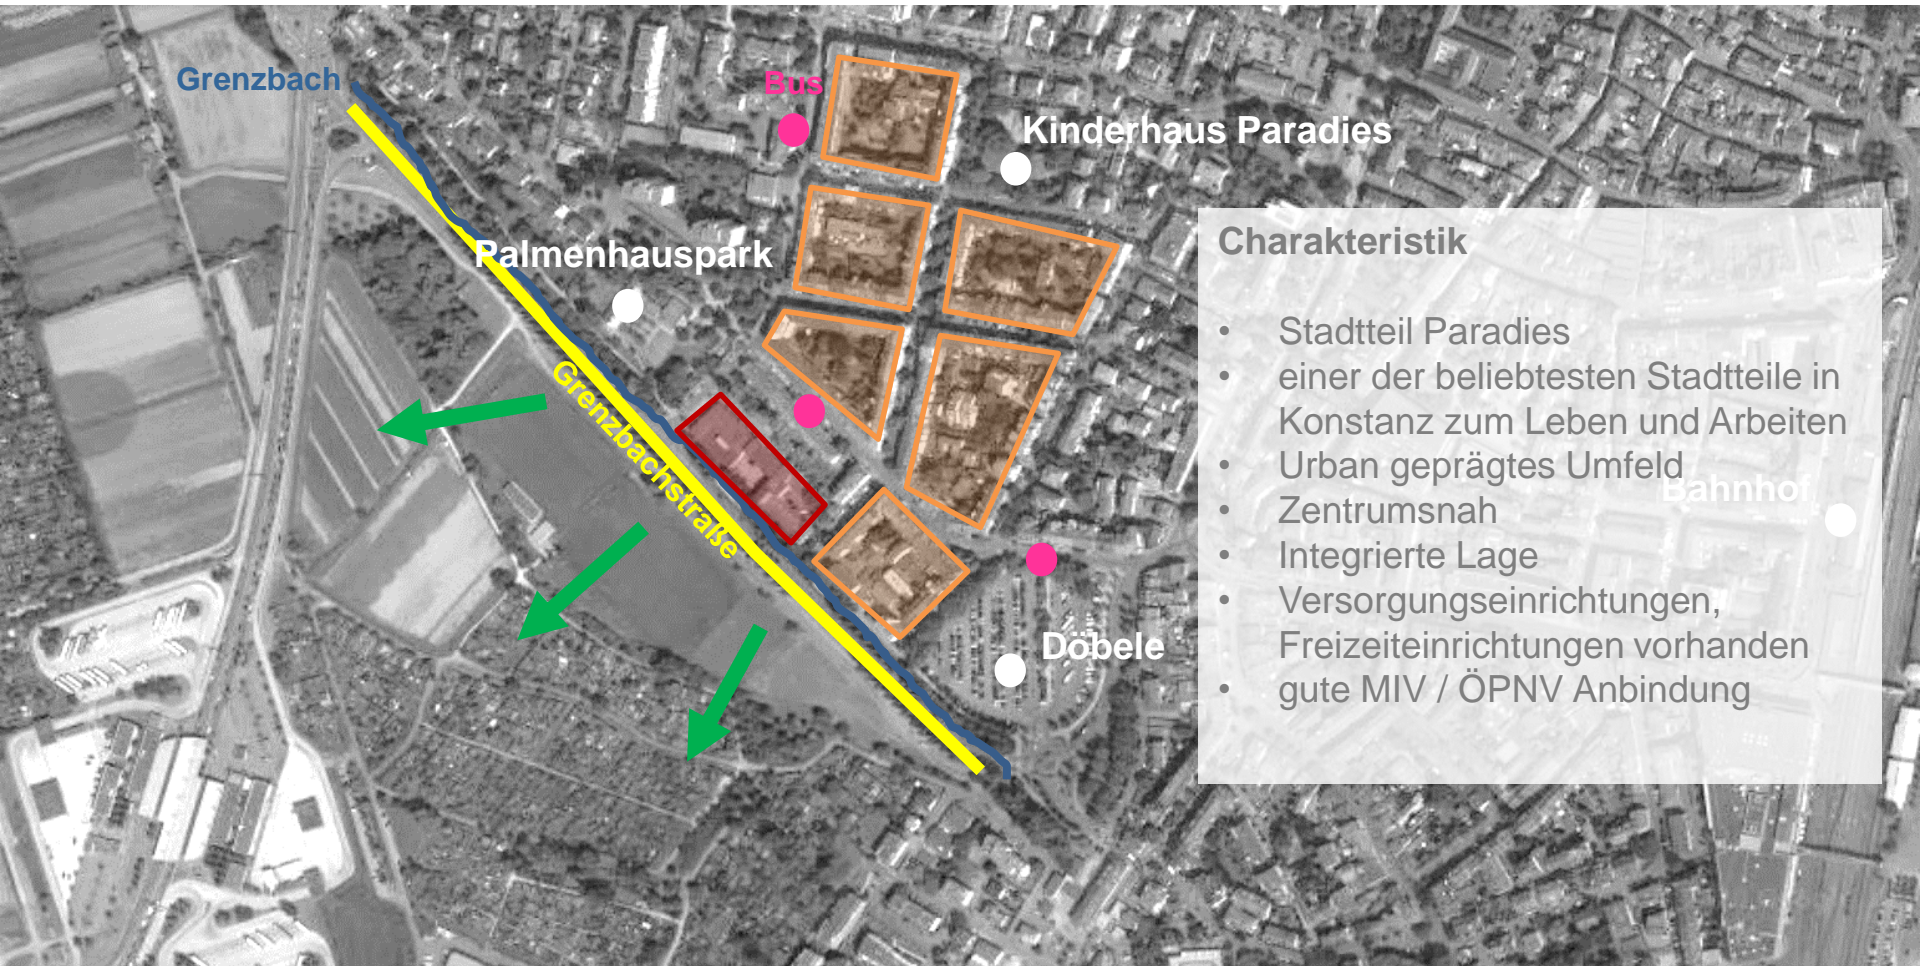 Grenzbach
Bus
Kinderhaus Paradies
Palmenhauspark
Grenzbachstraße
Döbele
Bahnhof
Charakteristik
• Stadtteil Paradies
• einer der beliebtesten Stadtteile in
Konstanz zum Leben und Arbeiten
• Urban geprägtes Umfeld
• Zentrumsnah
• Integrierte Lage
• Versorgungseinrichtungen,
Freizeiteinrichtungen vorhanden
• gute MIV / ÖPNV Anbindung